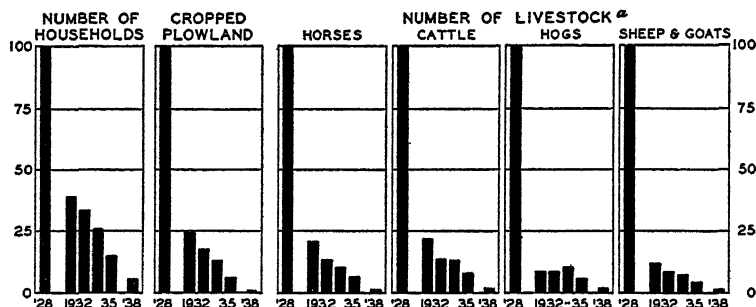 NUMBER OF HOUSEHOLDS
CROPPED PLOWLAND
NUMBER OF LIVESTOCK a
HORSES CATTLE HOGS SHEEP & GOATS
100 100
75 75
50 50
25 25
0 0
'28 1932 35 '38 '28 1932 35 '38 '28 1932 35 '38 '28 1932 35 '38 '28 1932-35 '38 '28 1932 35 '38